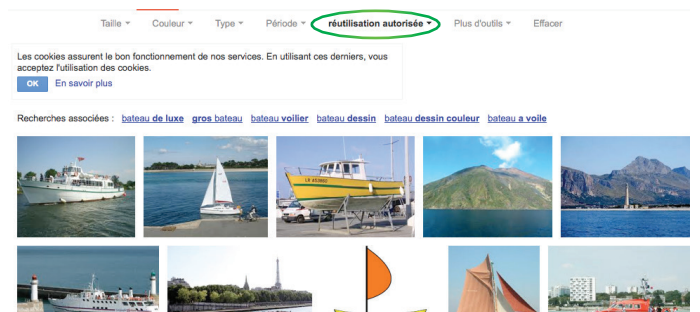 Taille Couleur Type Période réutilisation autorisée Plus d'outils Effacer
Les cookies assurent le bon fonctionnement de nos services. En utilisant ces derniers, vous
acceptez l'utilisation des cookies.
OK En savoir plus
Recherches associées : bateau de luxe gros bateau bateau voilier bateau dessin bateau dessin couleur bateau a voile